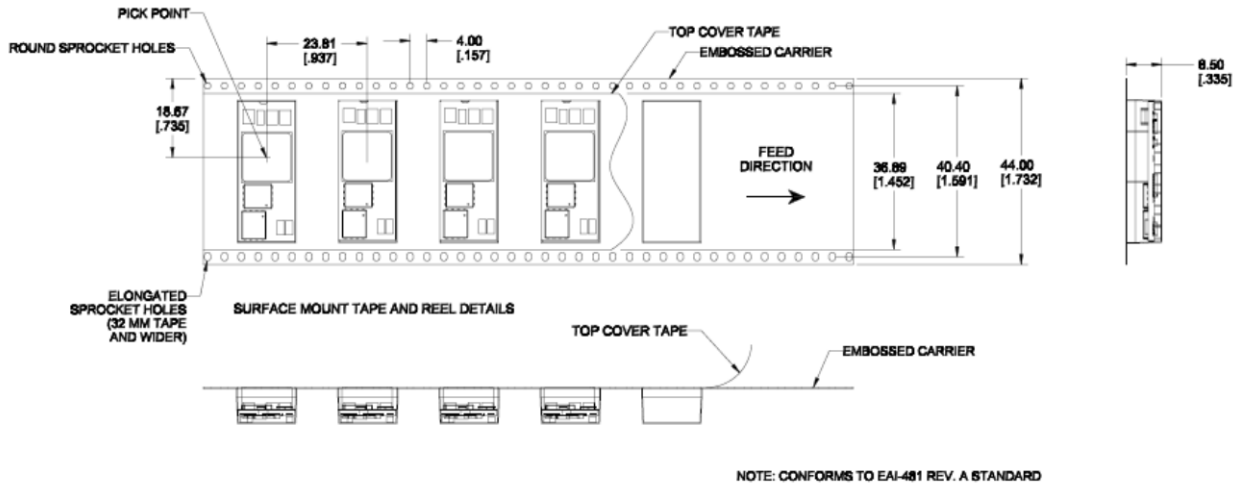 PICK POINT
ROUND SPROCKET HOLES
23.81
[.937]
4.00
[.157]
TOP COVER TAPE
EMBOSSED CARRIER
8.50
[.335]
18.67
[.735]
FEED
DIRECTION
36.89
[1.452]
40.40
[1.591]
44.00
[1.732]
ELONGATED
SPROCKET HOLES
(32 MM TAPE
AND WIDER)
SURFACE MOUNT TAPE AND REEL DETAILS
TOP COVER TAPE
EMBOSSED CARRIER
NOTE: CONFORMS TO EAI-481 REV. A STANDARD